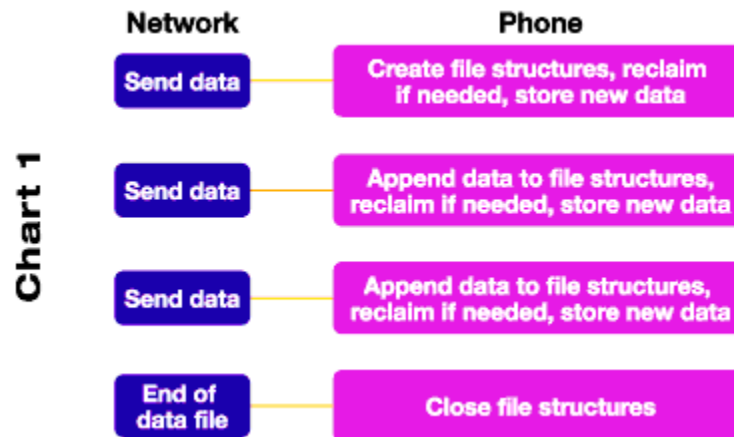 Network
Phone
Chart 1
Send data
Create file structures, reclaim
if needed, store new data
Send data
Append data to file structures,
reclaim if needed, store new data
Send data
Append data to file structures,
reclaim if needed, store new data
End of
data file
Close file structures